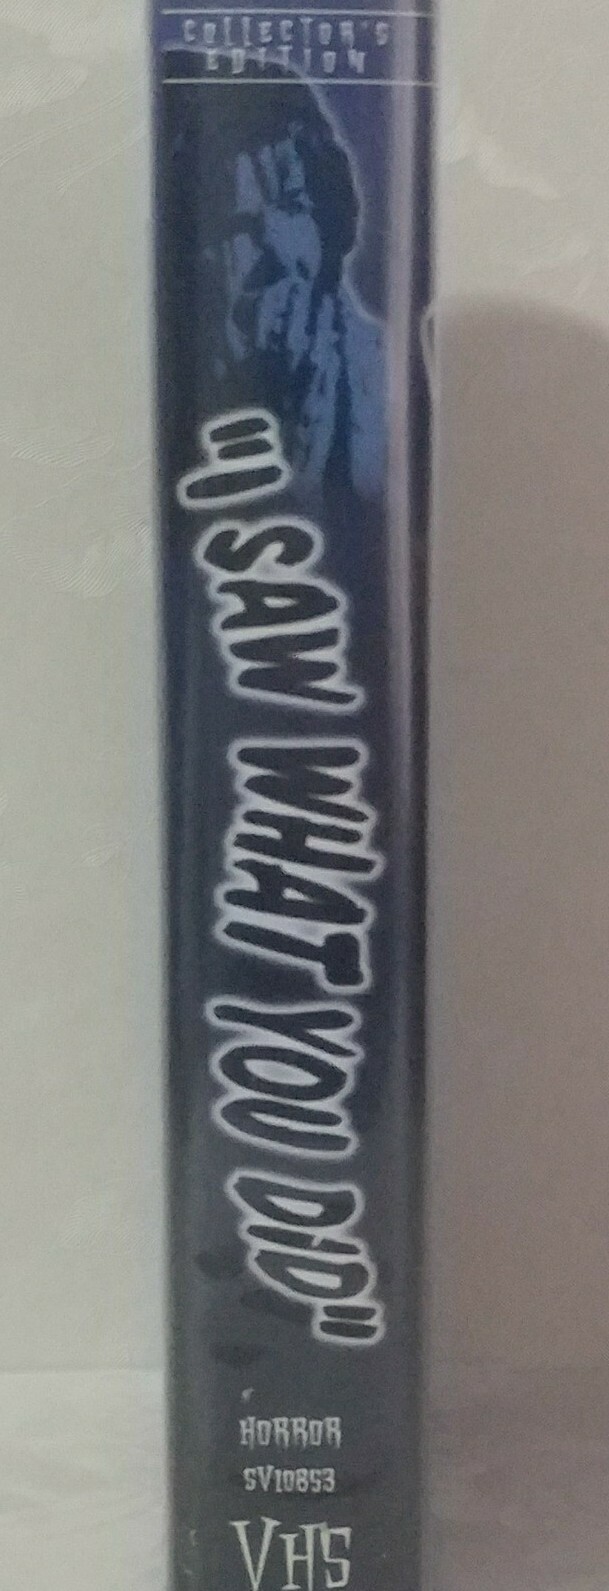 COLLECTOR'S
EDITION
"I SAW WHAT YOU DID"
HORROR
SV10853
VHS